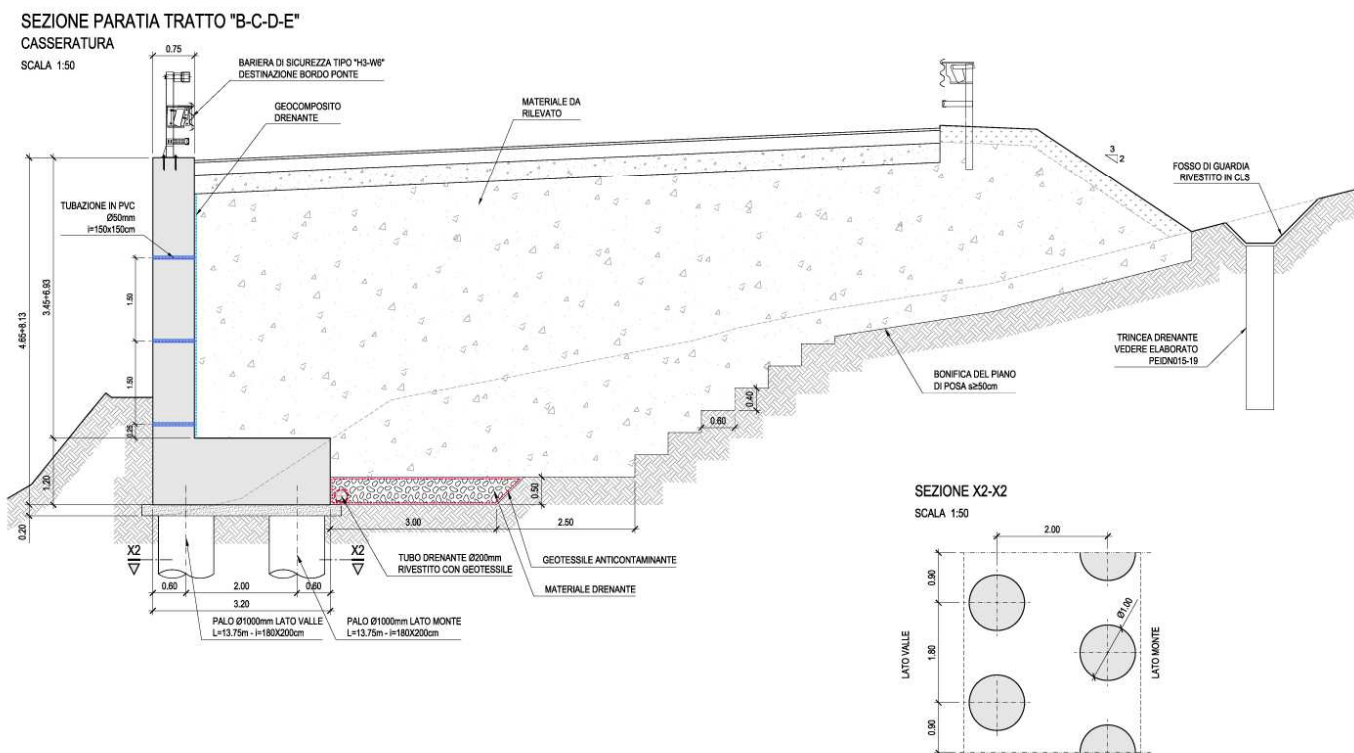 SEZIONE PARATIA TRATTO "B-C-D-E"
CASSERATURA
SCALA 1:50
0.75
BARIERA DI SICUREZZA TIPO "H3-W6"
DESTINAZIONE BORDO PONTE
GEOCOMPOSITO
DRENANTE
MATERIALE DA
RILEVATO
3
2
FOSSO DI GUARDIA
RIVESTITO IN CLS
TUBAZIONE IN PVC
Ø50mm
i=150x150cm
4.65÷8.13
3.45÷6.93
1.50
1.50
0.25
1.20
0.20
TRINCEA DRENANTE
VEDERE ELABORATO
PEIDN015-19
BONIFICA DEL PIANO
DI POSA s≥50cm
0.40
0.60
0.50
3.00
2.50
X2
X2
TUBO DRENANTE Ø200mm
RIVESTITO CON GEOTESSILE
GEOTESSILE ANTICONTAMINANTE
MATERIALE DRENANTE
0.60
2.00
0.60
3.20
PALO Ø1000mm LATO VALLE
L=13.75m - i=180X200cm
PALO Ø1000mm LATO MONTE
L=13.75m - i=180X200cm
SEZIONE X2-X2
SCALA 1:50
2.00
0.90
1.80
0.90
LATO VALLE
Ø1.00
LATO MONTE